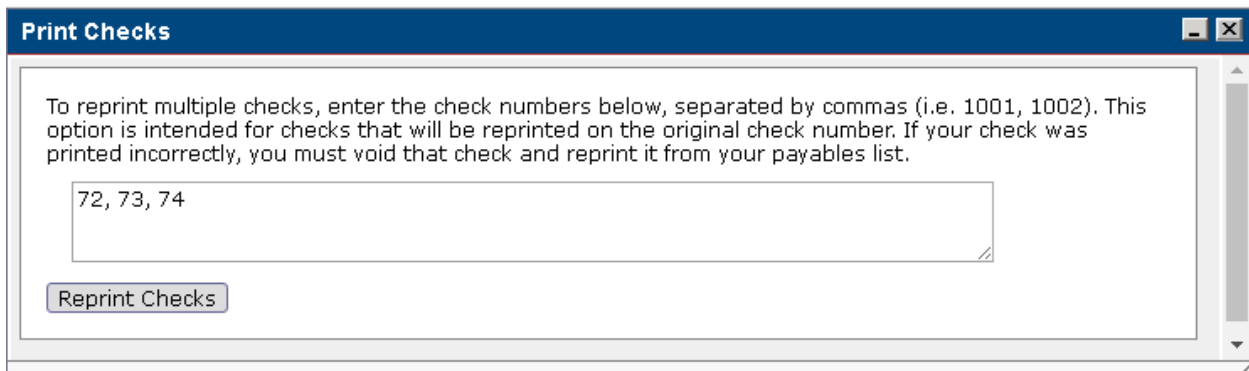 Print Checks
To reprint multiple checks, enter the check numbers below, separated by commas (i.e. 1001, 1002). This
option is intended for checks that will be reprinted on the original check number. If your check was
printed incorrectly, you must void that check and reprint it from your payables list.
72, 73, 74
Reprint Checks